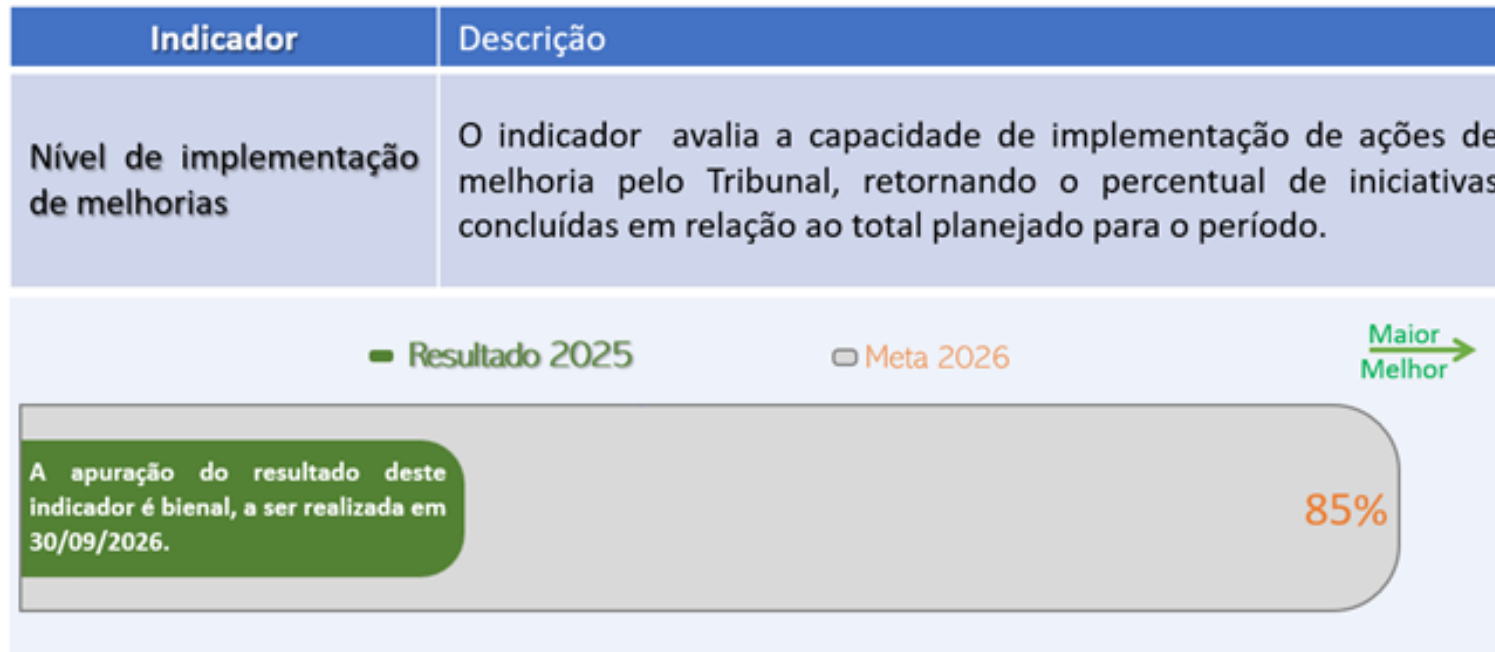 Indicador
Descrição
Nível de implementação
de melhorias
O indicador avalia a capacidade de implementação de ações de
melhoria pelo Tribunal, retornando o percentual de iniciativas
concluídas em relação ao total planejado para o período.
Resultado 2025
Meta 2026
Maior
Melhor
A apuração do resultado deste
indicador é bienal, a ser realizada em
30/09/2026.
85%